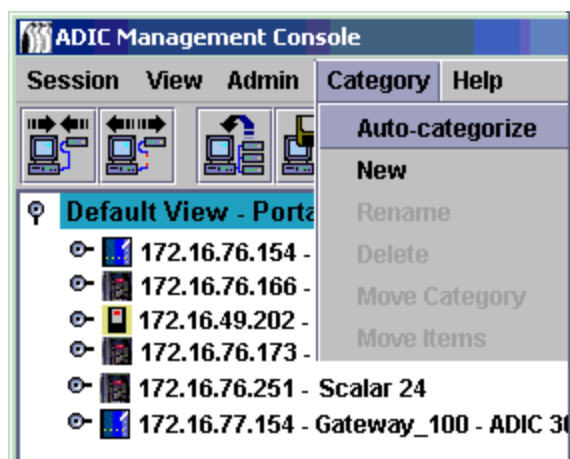 ADIC Management Console
Session View Admin Category Help
Auto-categorize
New
Rename
Delete
Move Category
Move Items
Default View - Porta
172.16.76.154 -
172.16.76.166 -
172.16.49.202 -
172.16.76.173 -
172.16.76.251 - Scalar 24
172.16.77.154 - Gateway_100 - ADIC